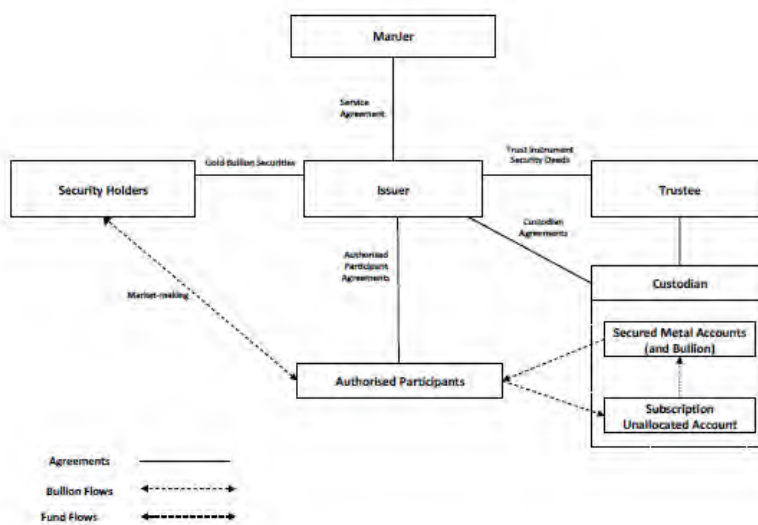 ManJer
Service
Agreement
Gold Bullion Securities
Trust Instrument
Security Deeds
Security Holders
Issuer
Trustee
Custodian
Agreements
Authorised
Participant
Agreements
Market-making
Custodian
Secured Metal Accounts
(and Bullion)
Authorised Participants
Subscription
Unallocated Account
Agreements
Bullion Flows
Fund Flows